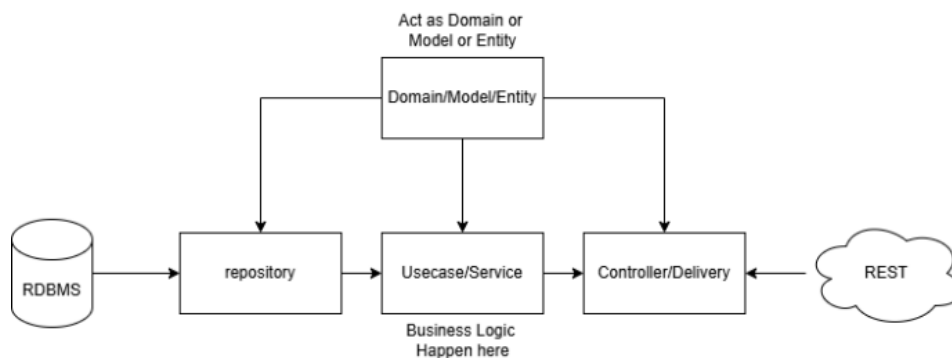 Act as Domain or
Model or Entity
Domain/Model/Entity
RDBMS
repository
Usecase/Service
Controller/Delivery
REST
Business Logic
Happen here